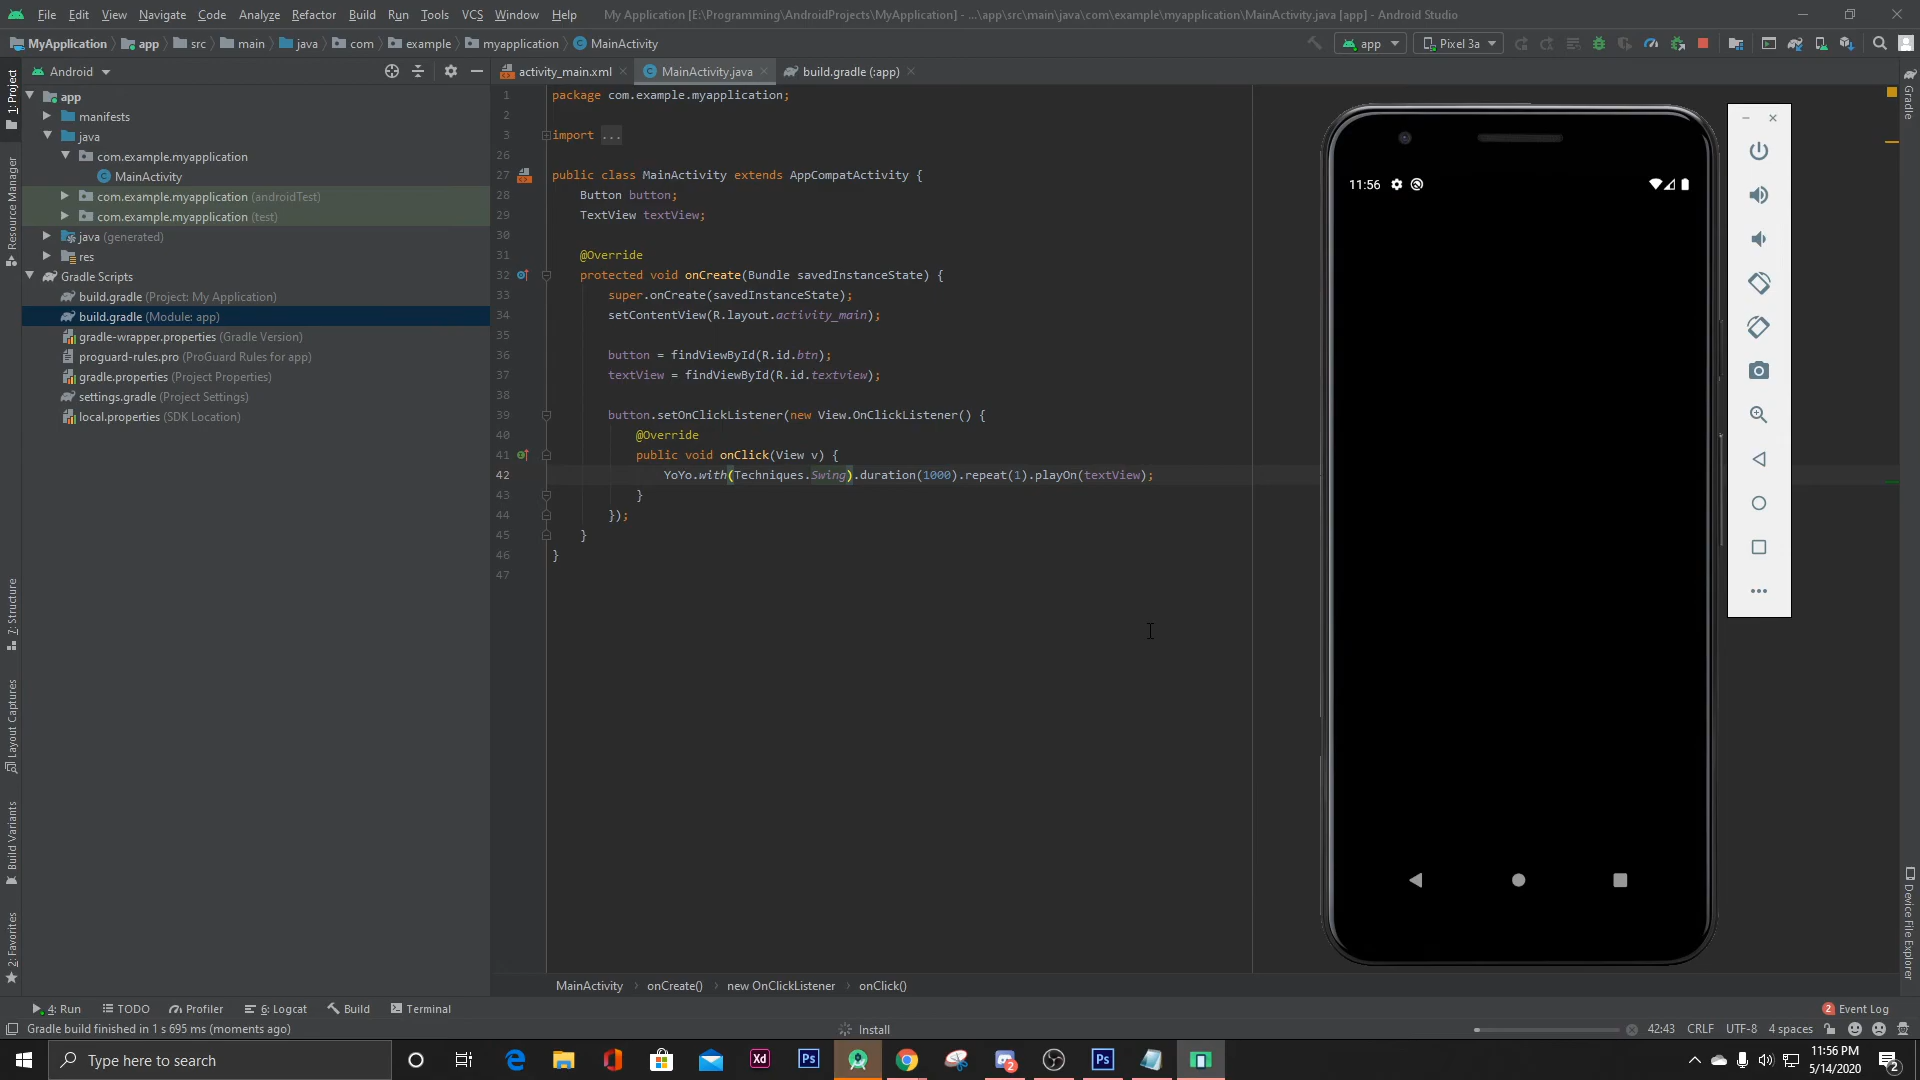 File Edit View Navigate Code Analyze Refactor Build Run Tools VCS Window Help My Application [E:\Programming\AndroidProjects\MyApplication] - ...\app\src\main\java\com\example\myapplication\MainActivity.java [app] - Android Studio
MyApplication app src main java com example myapplication MainActivity app Pixel 3a
Android
activity_main.xml MainActivity.java build.gradle (:app)
1: Project
Resource Manager
7: Structure
Layout Captures
Build Variants
2: Favorites
app
manifests
java
com.example.myapplication
MainActivity
com.example.myapplication (androidTest)
com.example.myapplication (test)
java (generated)
res
Gradle Scripts
build.gradle (Project: My Application)
build.gradle (Module: app)
gradle-wrapper.properties (Gradle Version)
proguard-rules.pro (ProGuard Rules for app)
gradle.properties (Project Properties)
settings.gradle (Project Settings)
local.properties (SDK Location)
1 package com.example.myapplication;
2
3 import ...
26
27 public class MainActivity extends AppCompatActivity {
28 Button button;
29 TextView textView;
30
31 @Override
32 protected void onCreate(Bundle savedInstanceState) {
33 super.onCreate(savedInstanceState);
34 setContentView(R.layout.activity_main);
35
36 button = findViewById(R.id.btn);
37 textView = findViewById(R.id.textview);
38
39 button.setOnClickListener(new View.OnClickListener() {
40 @Override
41 public void onClick(View v) {
42 YoYo.with(Techniques.Swing).duration(1000).repeat(1).playOn(textView);
43 }
44 });
45 }
46 }
47
11:56
Gradle
Device File Explorer
MainActivity onCreate() new OnClickListener onClick()
4: Run TODO Profiler 6: Logcat Build Terminal 2 Event Log
Gradle build finished in 1 s 695 ms (moments ago) Install 42:43 CRLF UTF-8 4 spaces
Type here to search Xd Ps 2 Ps 11:56 PM
5/14/2020 2